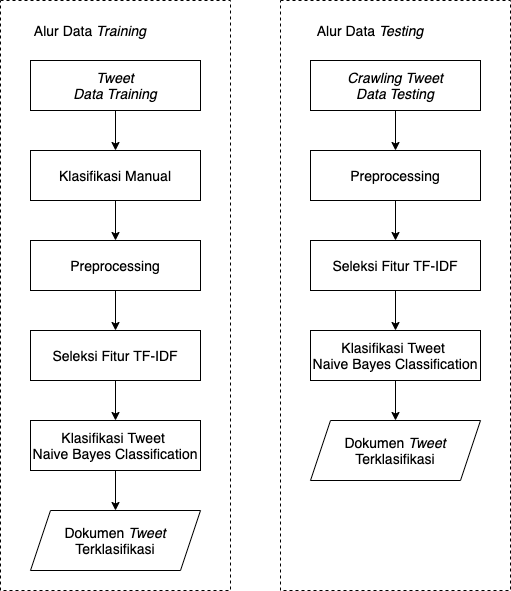 Alur Data Training
Tweet
Data Training
Klasifikasi Manual
Preprocessing
Seleksi Fitur TF-IDF
Klasifikasi Tweet
Naive Bayes Classification
Dokumen Tweet
Terklasifikasi
Alur Data Testing
Crawling Tweet
Data Testing
Preprocessing
Seleksi Fitur TF-IDF
Klasifikasi Tweet
Naive Bayes Classification
Dokumen Tweet
Terklasifikasi